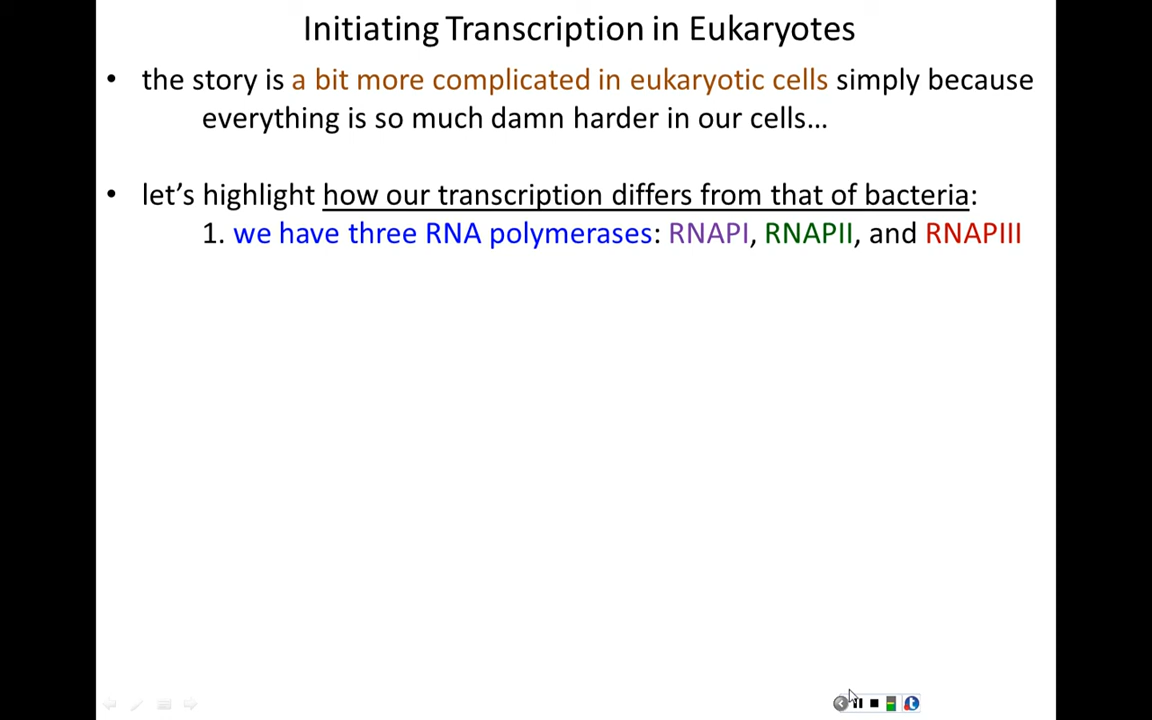 Initiating Transcription in Eukaryotes
• the story is a bit more complicated in eukaryotic cells simply because
everything is so much damn harder in our cells…
• let’s highlight how our transcription differs from that of bacteria:
1. we have three RNA polymerases: RNAPI, RNAPII, and RNAPIII